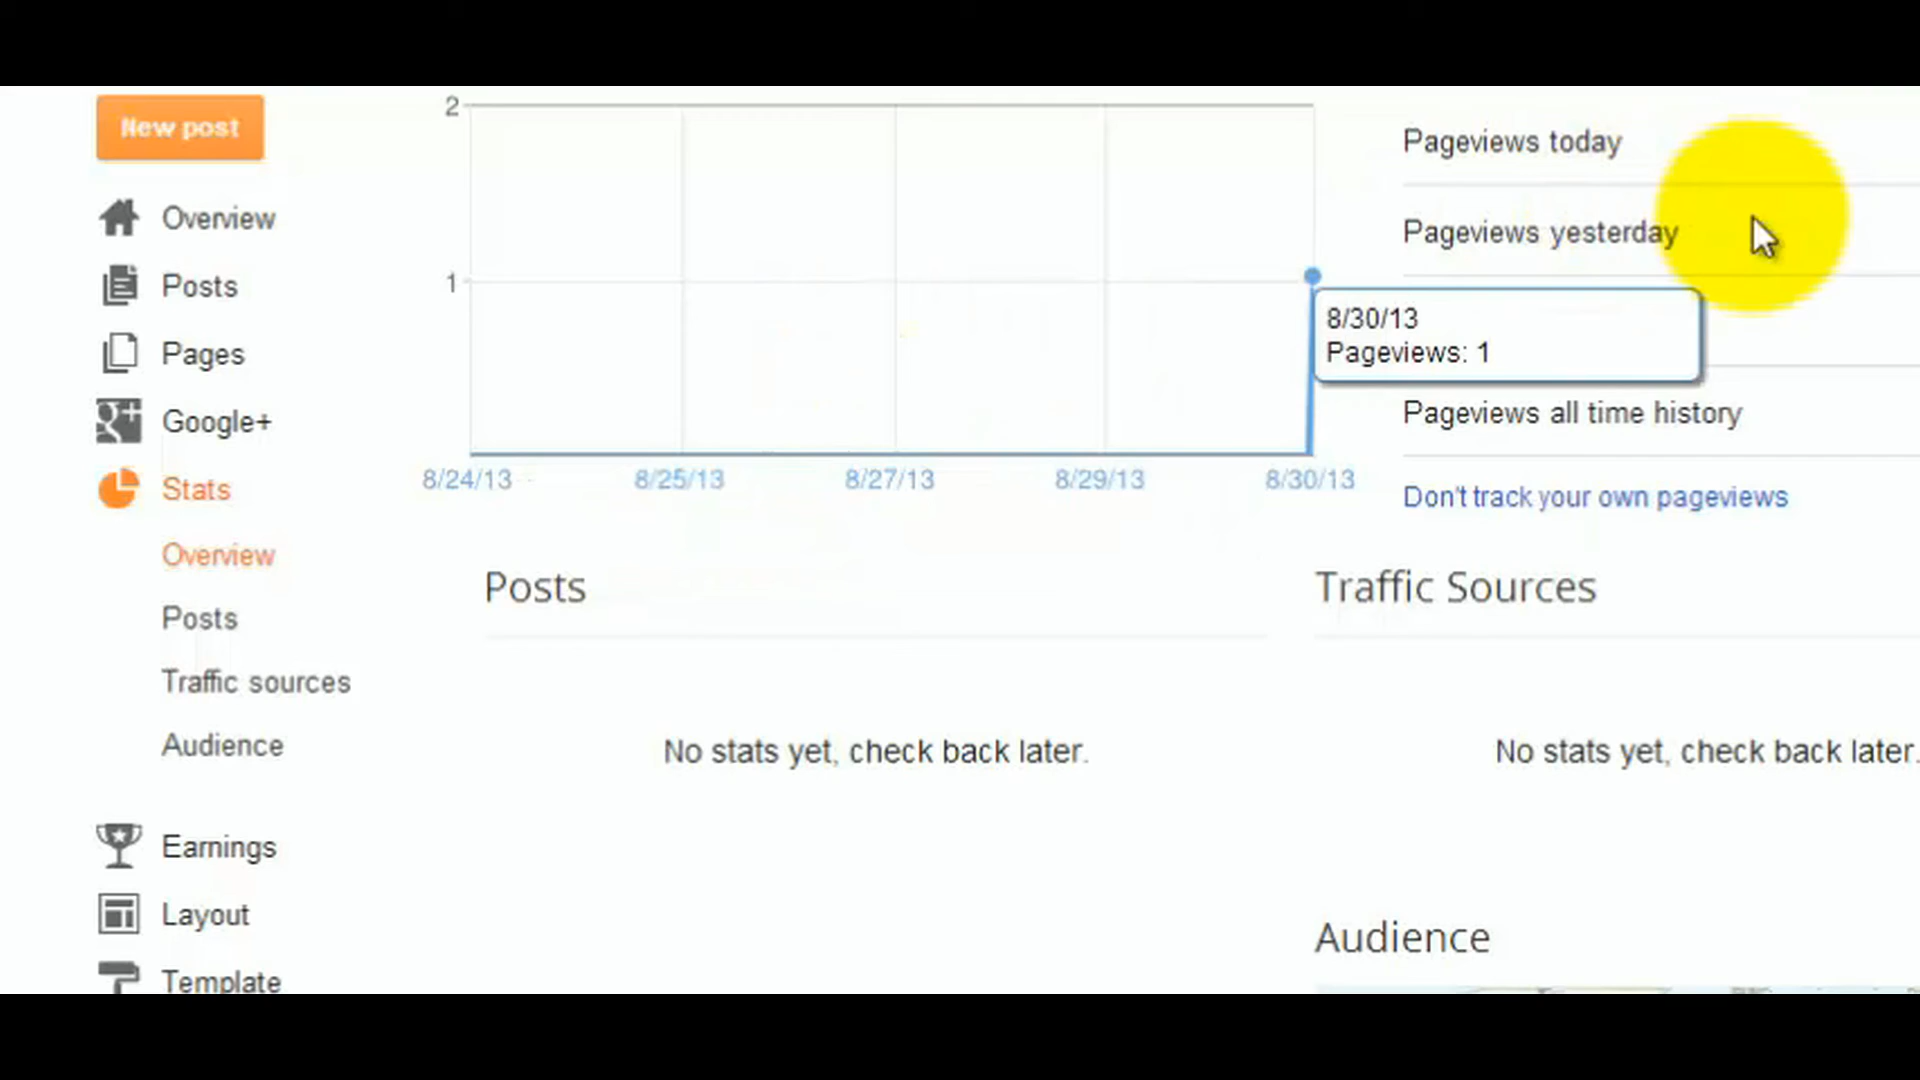 New post
Overview
Posts
Pages
Google+
Stats
Overview
Posts
Traffic sources
Audience
Earnings
Layout
Template
2
1
8/24/13
8/25/13
8/27/13
8/29/13
8/30/13
8/30/13
Pageviews: 1
Pageviews today
Pageviews yesterday
Pageviews all time history
Don't track your own pageviews
Posts
No stats yet, check back later.
Traffic Sources
No stats yet, check back later.
Audience